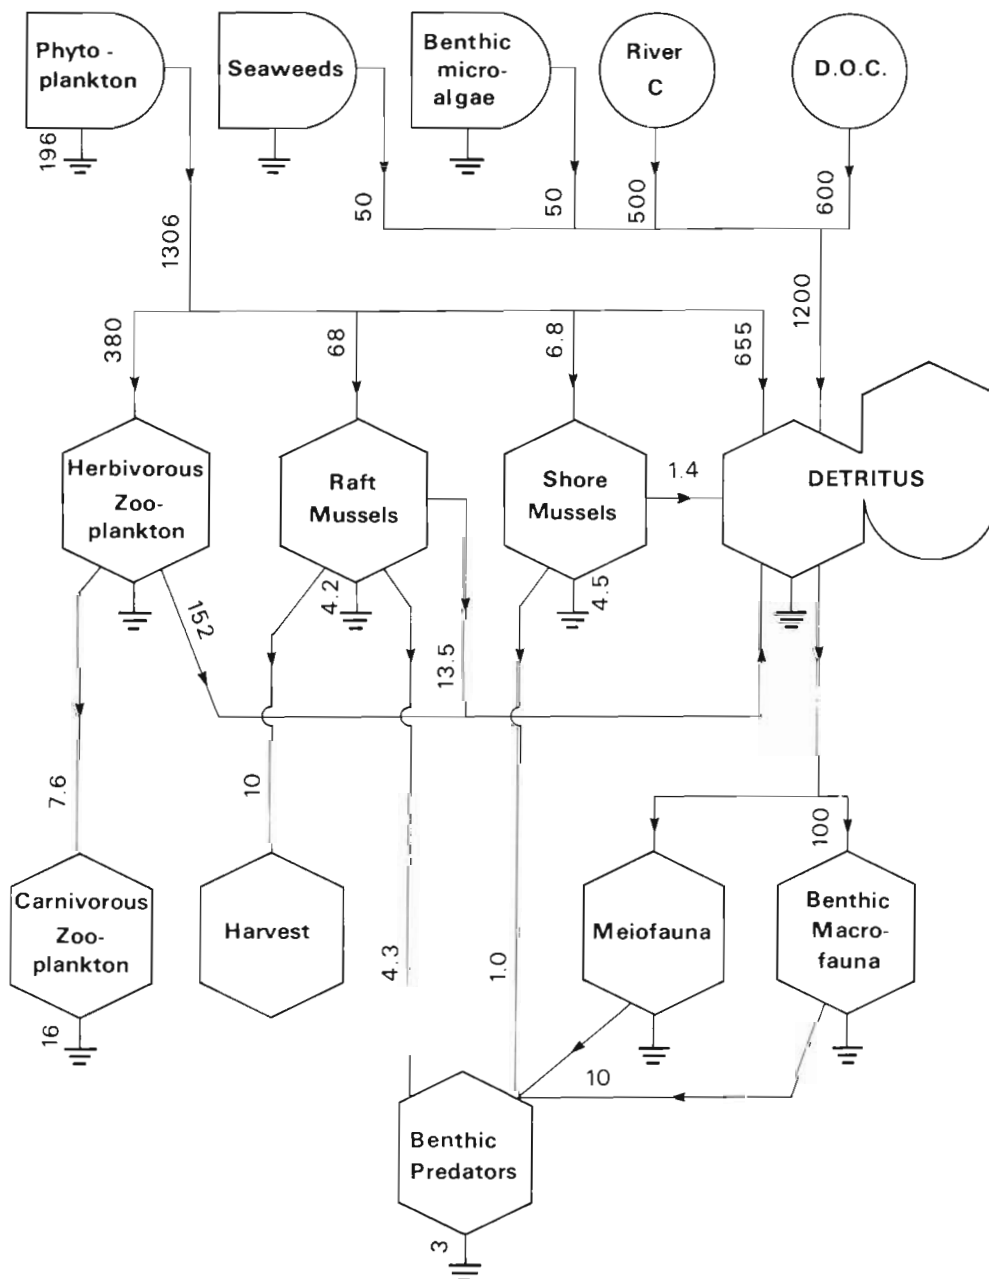 Phyto -
plankton
Seaweeds
Benthic
micro-
algae
River
C
D.O.C.
196
1306
50
50
500
600
1200
380
68
6.8
655
Herbivorous
Zoo-
plankton
Raft
Mussels
Shore
Mussels
1.4
DETRITUS
152
4.2
13.5
4.5
7.6
10
4.3
1.0
100
Carnivorous
Zoo-
plankton
Harvest
Meiofauna
Benthic
Macro-
fauna
16
10
Benthic
Predators
3